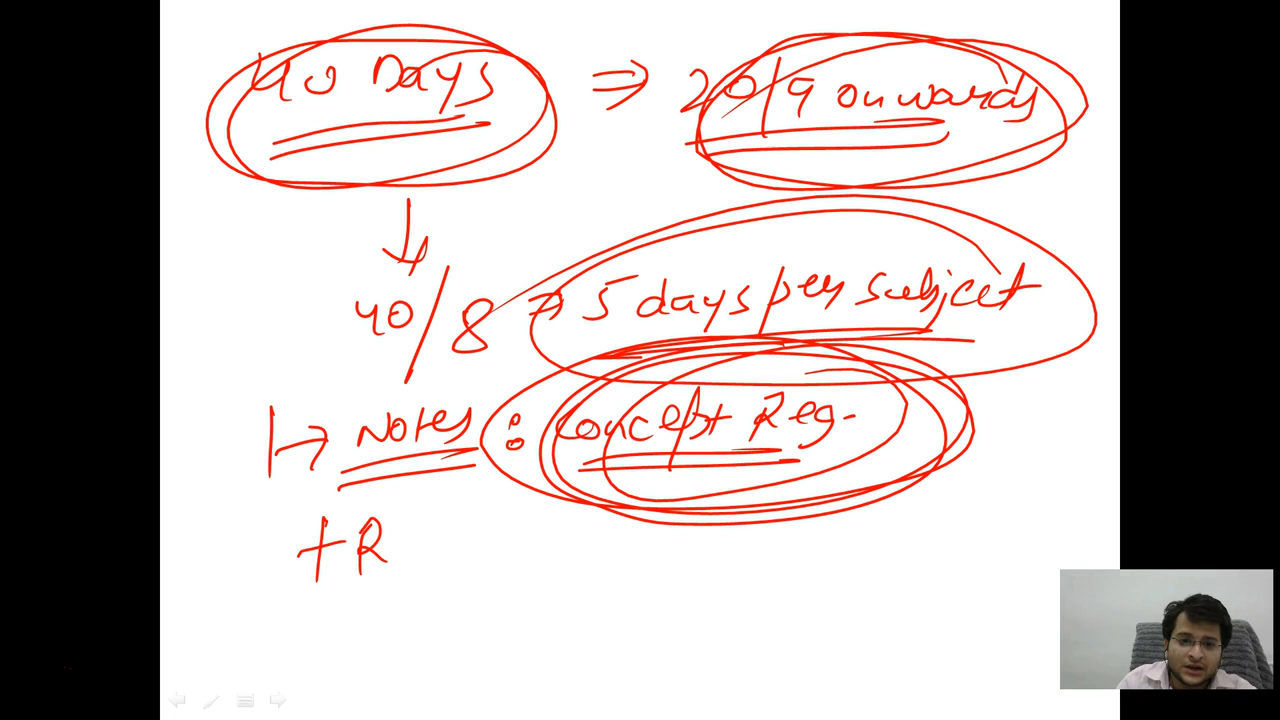 40 Days ⇒ 20/9 onwards
↓
40/8 ⇒ 5 days per subject
↦ Notes : Concept Reg.
+ R